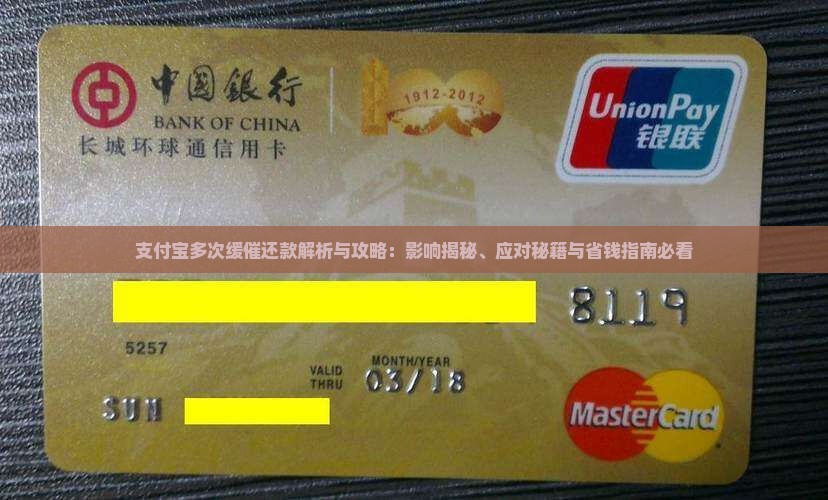 中国銀行
BANK OF CHINA
长城环球通信用卡
1912-2012
UnionPay
银联
支付宝多次缓催还款解析与攻略：影响揭秘、应对秘籍与省钱指南必看
8119
5257
VALID
THRU
MONTH/YEAR
03/18
SUN
MasterCard